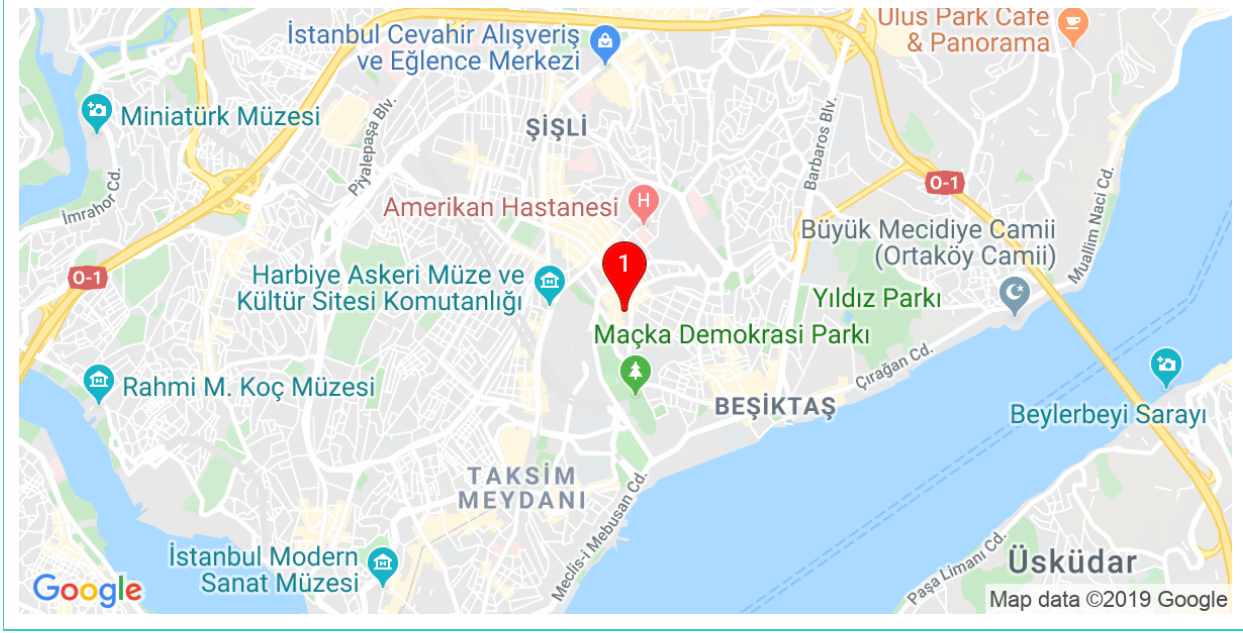 Ulus Park Cafe
& Panorama
İstanbul Cevahir Alışveriş
ve Eğlence Merkezi
Miniatürk Müzesi
Piyalepaşa Blv.
ŞİŞLİ
Barbaros Blv.
O-1
İmrahor Cd.
Amerikan Hastanesi
H
Muallim Naci Cd.
Büyük Mecidiye Camii
(Ortaköy Camii)
1
O-1
Harbiye Askeri Müze ve
Kültür Sitesi Komutanlığı
Yıldız Parkı
Maçka Demokrasi Parkı
Çırağan Cd.
Rahmi M. Koç Müzesi
BEŞİKTAŞ
Beylerbeyi Sarayı
TAKSİM
MEYDANI
Meclis-i Mebusan Cd.
İstanbul Modern
Sanat Müzesi
Paşa Limanı Cd.
Üsküdar
Google
Map data ©2019 Google